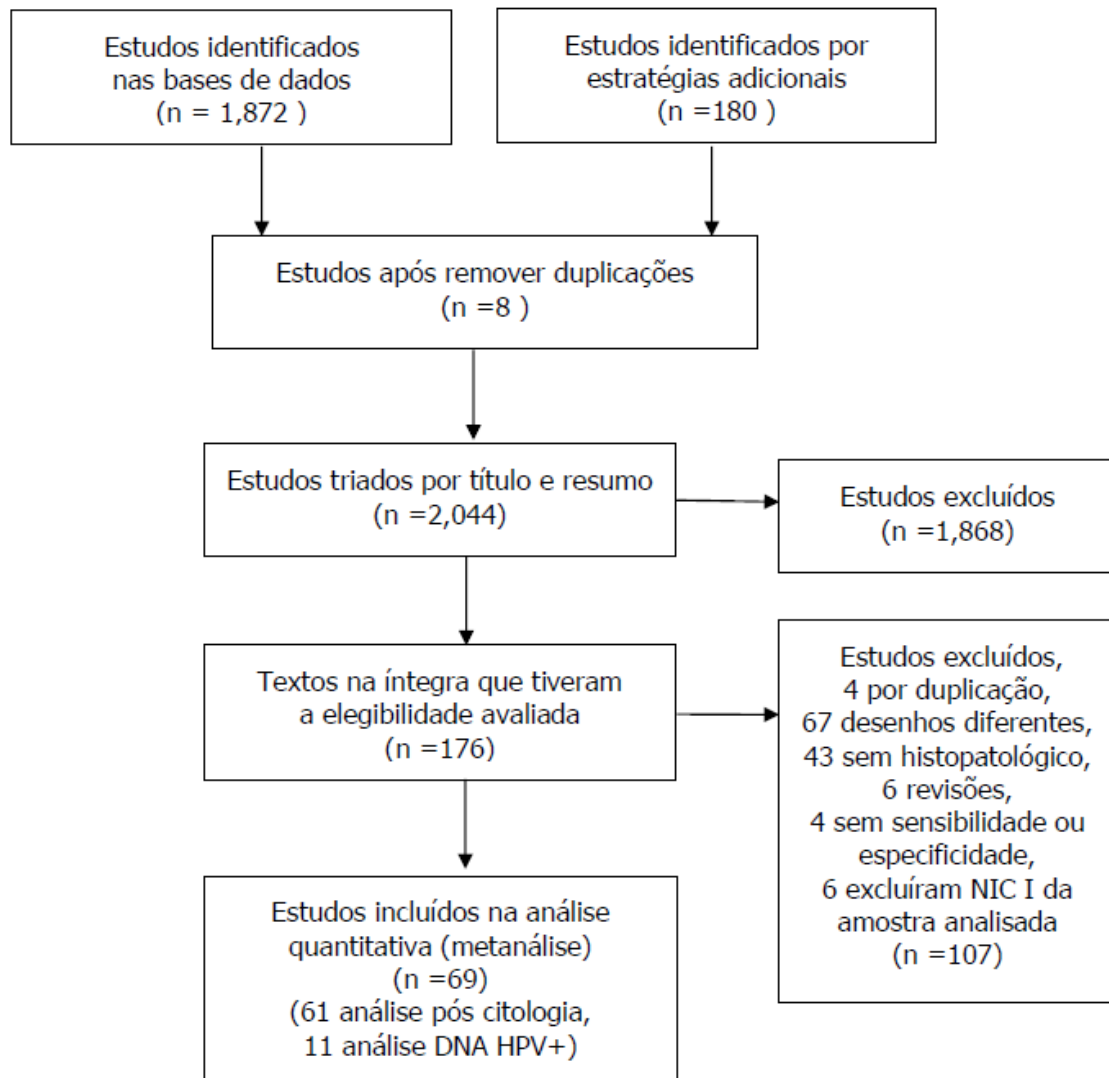 Estudos identificados
nas bases de dados
(n = 1,872 )
Estudos identificados por
estratégias adicionais
(n =180 )
Estudos após remover duplicações
(n =8 )
Estudos triados por título e resumo
(n =2,044)
Estudos excluídos
(n =1,868)
Textos na íntegra que tiveram
a elegibilidade avaliada
(n =176)
Estudos excluídos,
4 por duplicação,
67 desenhos diferentes,
43 sem histopatológico,
6 revisões,
4 sem sensibilidade ou
especificidade,
6 excluíram NIC I da
amostra analisada
(n =107)
Estudos incluídos na análise
quantitativa (metanálise)
(n =69)
(61 análise pós citologia,
11 análise DNA HPV+)